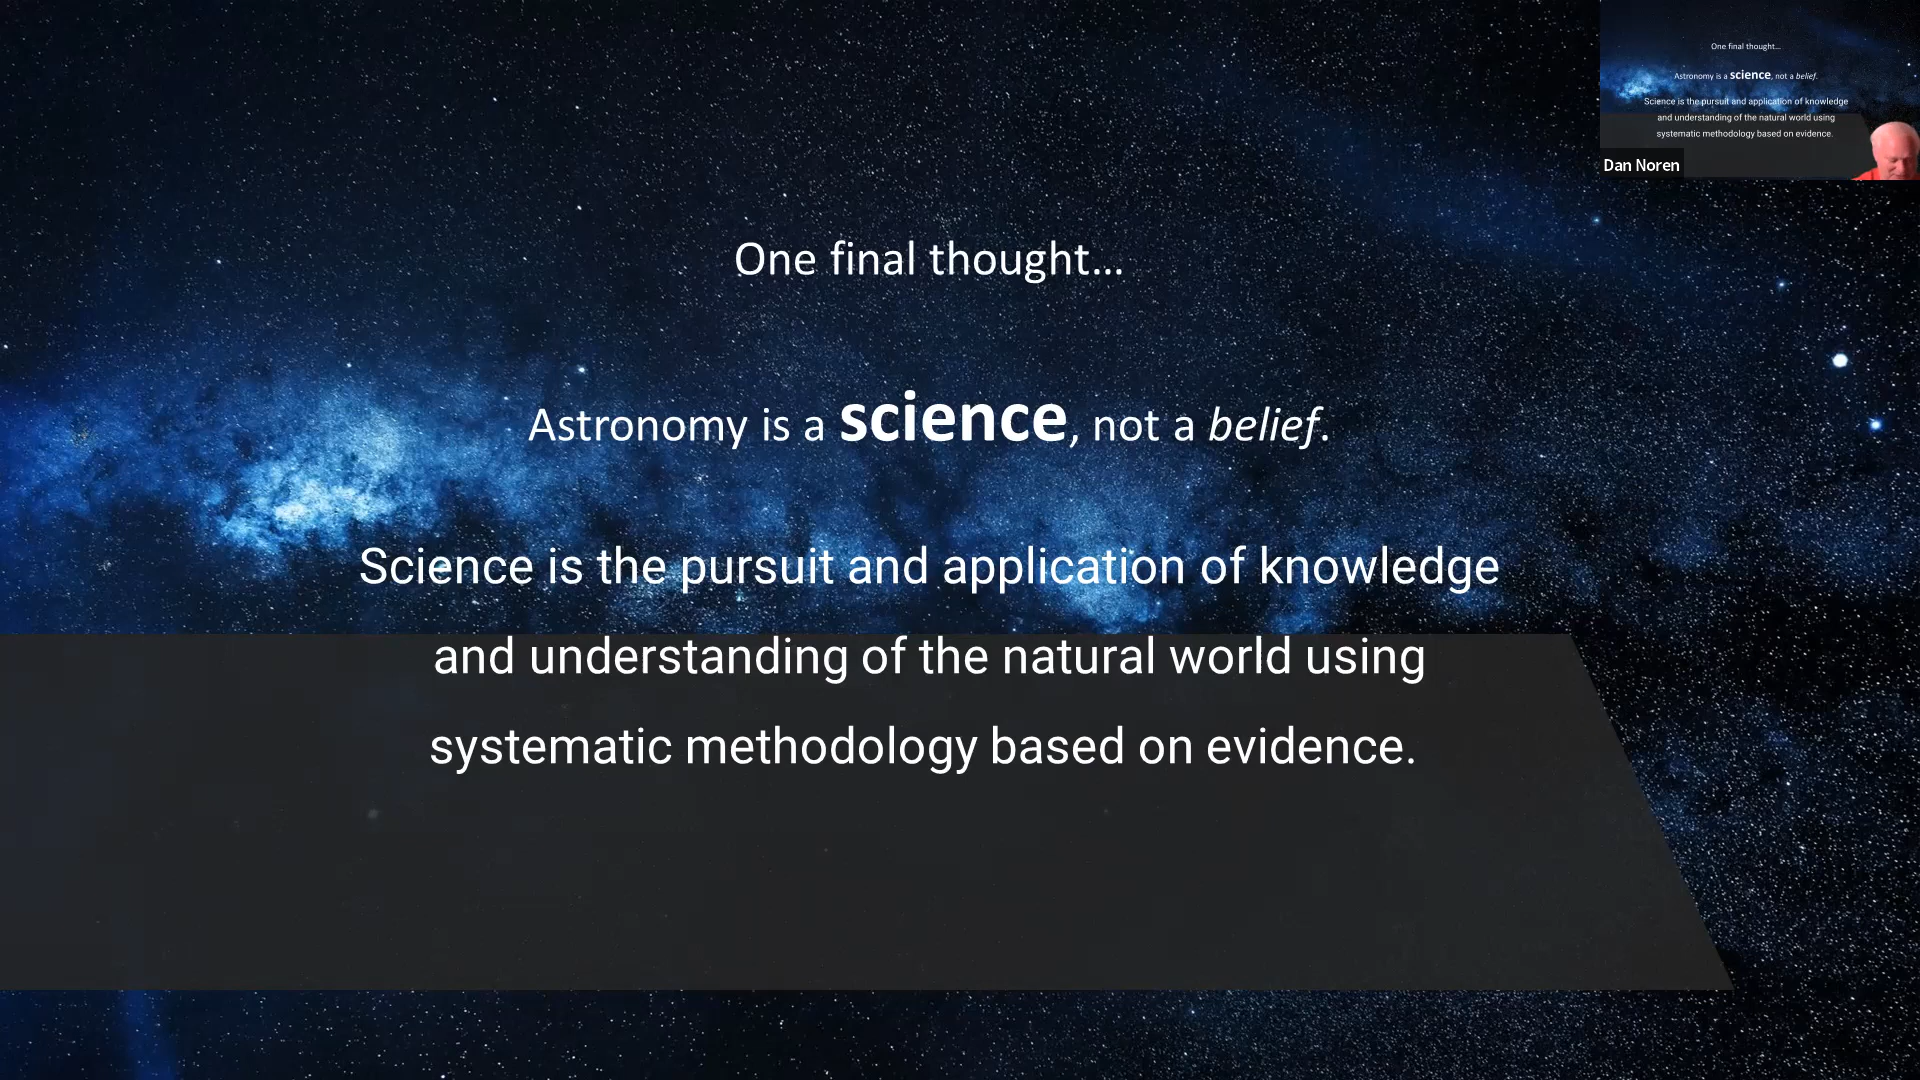 One final thought...
Astronomy is a science, not a belief.
Science is the pursuit and application of knowledge
and understanding of the natural world using
systematic methodology based on evidence.
One final thought...
Astronomy is a science, not a belief.
Science is the pursuit and application of knowledge
and understanding of the natural world using
systematic methodology based on evidence.
Dan Noren